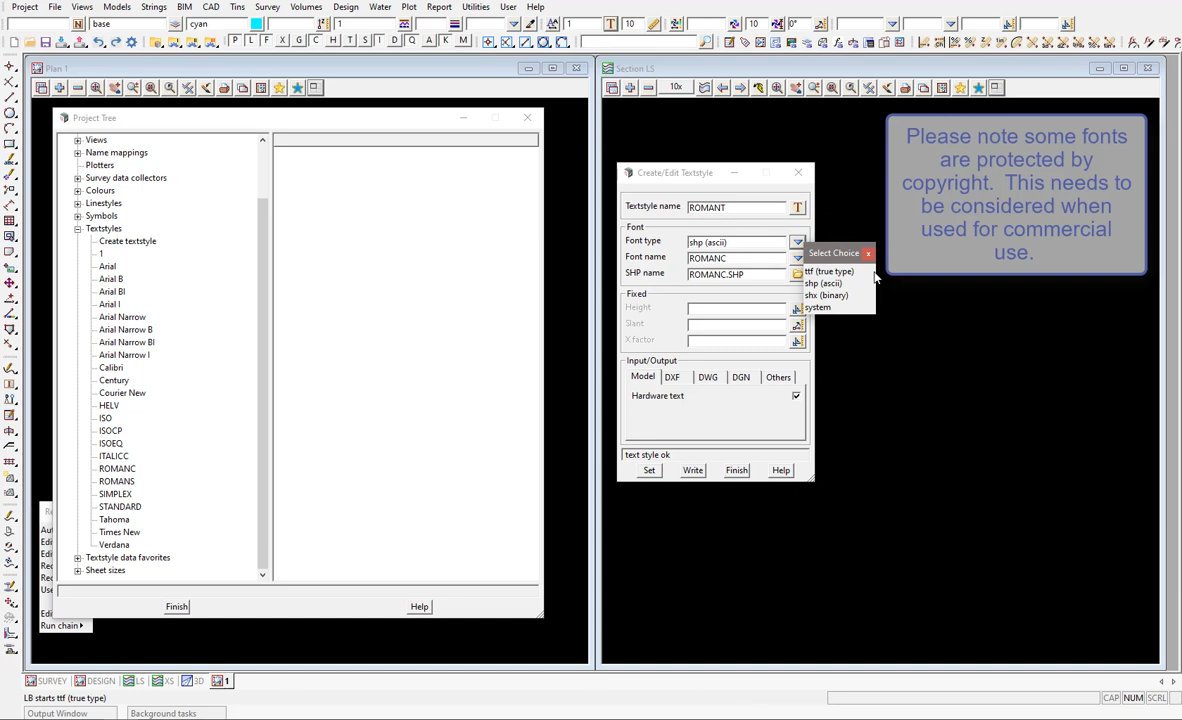 Project File Views Models Strings BIM CAD Tins Survey Volumes Design Water Plot Report Utilities User Help
base cyan 1 1 10 10 0°
P L F X G C H T S I D Q A K M
Plan 1
Section LS
10x
Project Tree
Views
Name mappings
Plotters
Survey data collectors
Colours
Linestyles
Symbols
Textstyles
Create textstyle
1
Arial
Arial B
Arial BI
Arial I
Arial Narrow
Arial Narrow B
Arial Narrow BI
Arial Narrow I
Calibri
Century
Courier New
HELV
ISO
ISOCP
ISOEQ
ITALICC
ROMANC
ROMANS
SIMPLEX
STANDARD
Tahoma
Times New
Verdana
Textstyle data favorites
Sheet sizes
Finish Help
Run chain
Create/Edit Textstyle
Textstyle name ROMANT
Font
Font type shp (ascii)
Font name ROMANC
SHP name ROMANC.SHP
Fixed
Height
Slant
X factor
Input/Output
Model DXF DWG DGN Others
Hardware text
text style ok
Set Write Finish Help
Select Choice
ttf (true type)
shp (ascii)
shx (binary)
system
Please note some fonts
are protected by
copyright. This needs to
be considered when
used for commercial
use.
SURVEY DESIGN LS XS 3D 1
LB starts ttf (true type)
CAP NUM SCRL
Output Window Background tasks